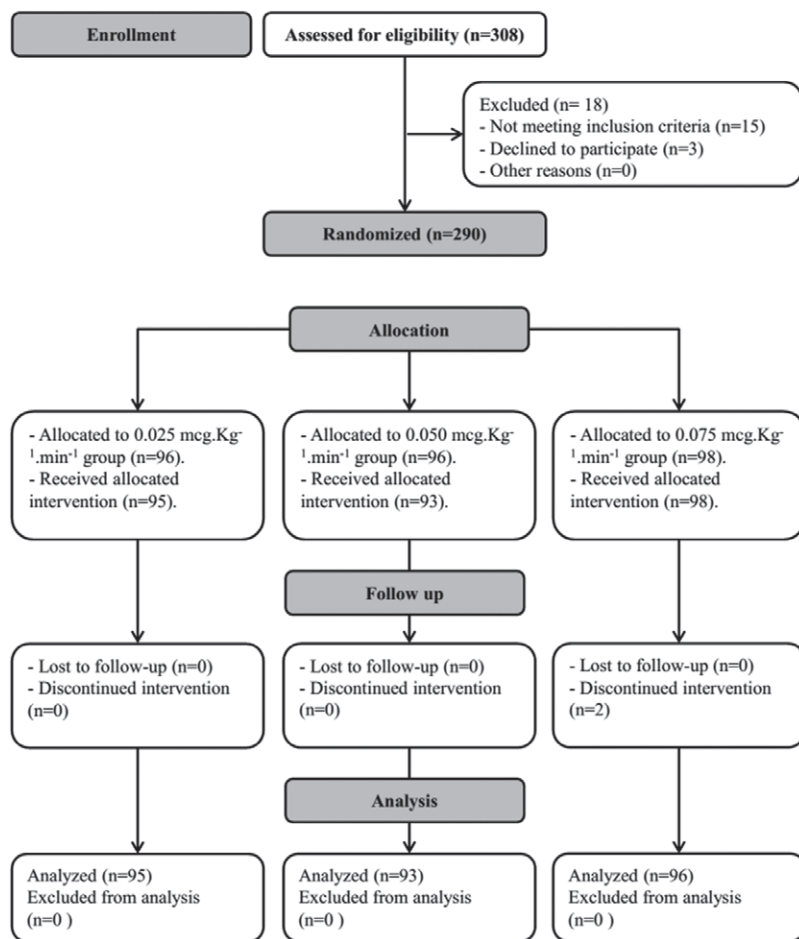 Enrollment
Assessed for eligibility (n=308)
Excluded (n= 18)
- Not meeting inclusion criteria (n=15)
- Declined to participate (n=3)
- Other reasons (n=0)
Randomized (n=290)
Allocation
- Allocated to 0.025 mcg.Kg⁻
¹.min⁻¹ group (n=96).
- Received allocated
intervention (n=95).
- Allocated to 0.050 mcg.Kg⁻
¹.min⁻¹ group (n=96).
- Received allocated
intervention (n=93).
- Allocated to 0.075 mcg.Kg⁻
¹.min⁻¹ group (n=98).
- Received allocated
intervention (n=98).
Follow up
- Lost to follow-up (n=0)
- Discontinued intervention
(n=0)
- Lost to follow-up (n=0)
- Discontinued intervention
(n=0)
- Lost to follow-up (n=0)
- Discontinued intervention
(n=2)
Analysis
Analyzed (n=95)
Excluded from analysis
(n=0 )
Analyzed (n=93)
Excluded from analysis
(n=0 )
Analyzed (n=96)
Excluded from analysis
(n=0 )